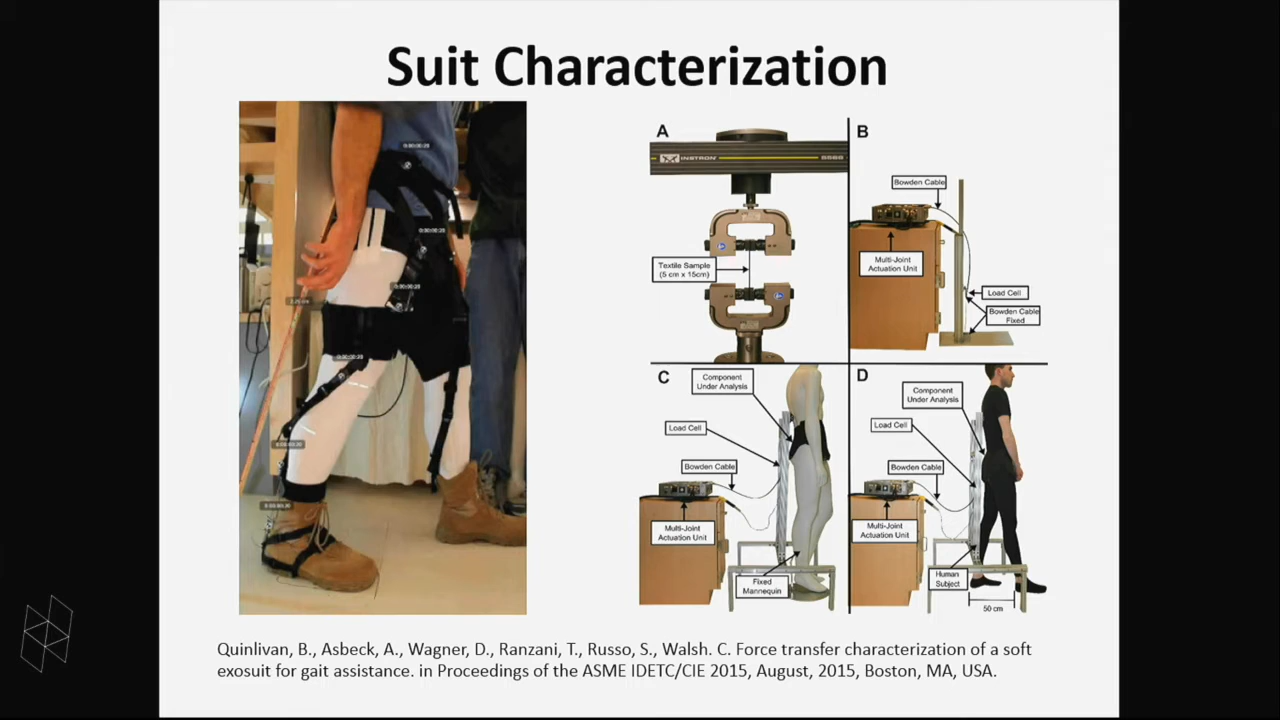 Suit Characterization
A
INSTRON
Textile Sample
(5 cm x 15cm)
B
Bowden Cable
Multi-Joint
Actuation Unit
Load Cell
Bowden Cable
Fixed
C
Component
Under Analysis
Load Cell
Bowden Cable
Multi-Joint
Actuation Unit
Fixed
Mannequin
D
Component
Under Analysis
Load Cell
Bowden Cable
Multi-Joint
Actuation Unit
Human
Subject
50 cm
Quinlivan, B., Asbeck, A., Wagner, D., Ranzani, T., Russo, S., Walsh. C. Force transfer characterization of a soft
exosuit for gait assistance. in Proceedings of the ASME IDETC/CIE 2015, August, 2015, Boston, MA, USA.